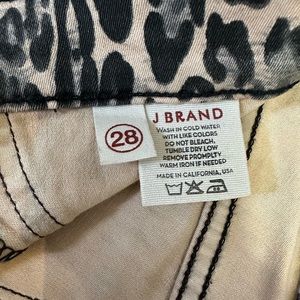 28
J BRAND
WASH IN COLD WATER
WITH LIKE COLORS
DO NOT BLEACH.
TUMBLE DRY LOW
REMOVE PROMPLTY
WARM IRON IF NEEDED
MADE IN CALIFORNIA, USA